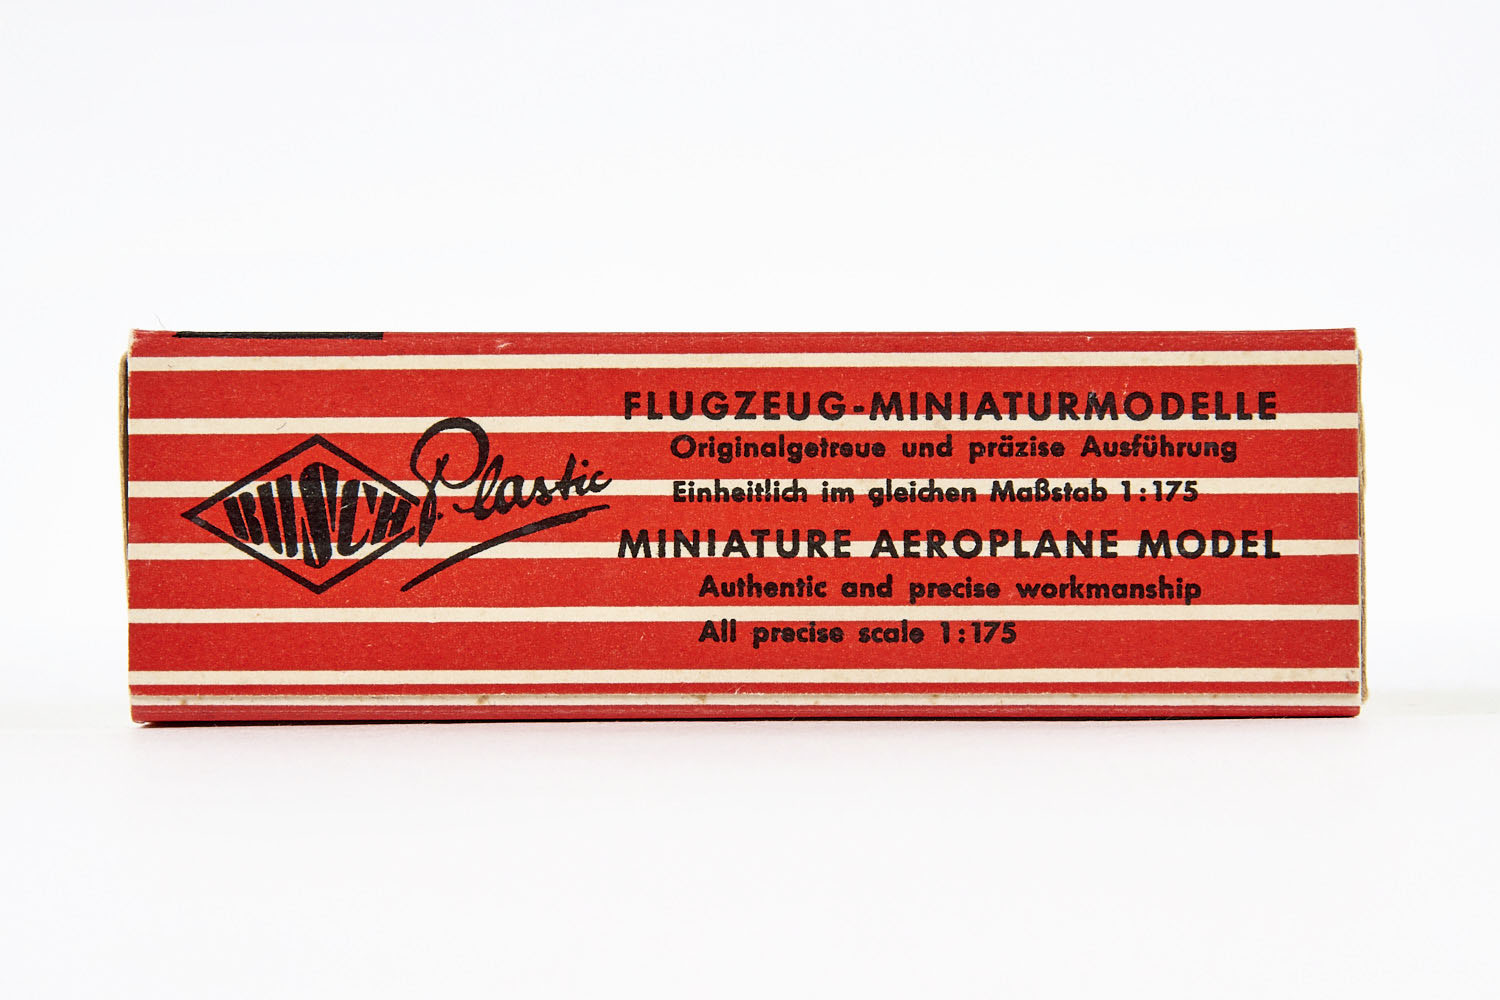 BUSCH Plastic
FLUGZEUG-MINIATURMODELLE
Originalgetreue und präzise Ausführung
Einheitlich im gleichen Maßstab 1:175
MINIATURE AEROPLANE MODEL
Authentic and precise workmanship
All precise scale 1:175